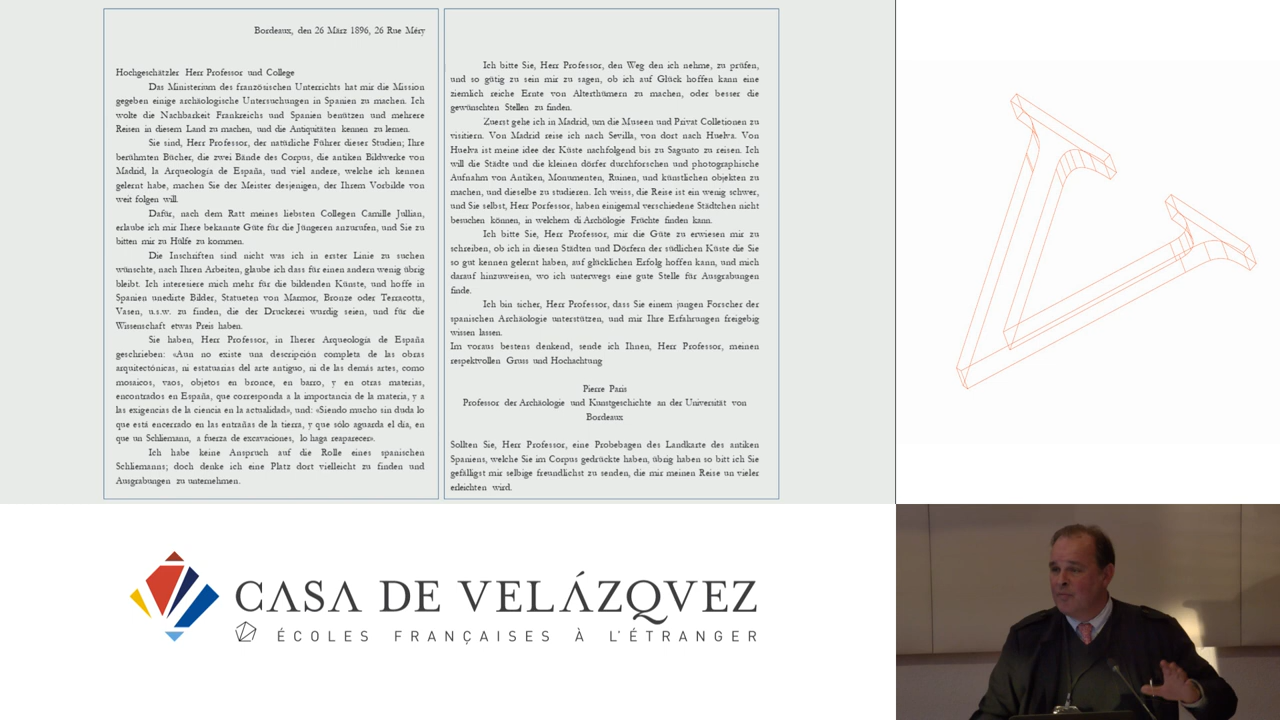 Bordeaux, den 26 März 1896, 26 Rue Méry
Hochgeschätzler Herr Professor und College
Das Ministerium des französischen Unterrichts hat mir die Mission
gegeben einige archäologische Untersuchungen in Spanien zu machen. Ich
wolte die Nachbarkeit Frankreichs und Spanien benützen und mehrere
Reisen in diesem Land zu machen, und die Antiquitäten kennen zu lernen.
Sie sind, Herr Professor, der natürliche Führer dieser Studien; Ihre
berühmten Bücher, die zwei Bände des Corpus, die antiken Bildwerke von
Madrid, la Arqueología de España, und viel andere, welche ich kennen
gelernt habe, machen Sie der Meister desjenigen, der Ihrem Vorbilde von
weit folgen will.
Dafür, nach dem Ratt meines liebsten Collegen Camille Jullian,
erlaube ich mir Ihere bekannte Güte für die Jüngeren anzurufen, und Sie zu
bitten mir zu Hülfe zu kommen.
Die Inschriften sind nicht was ich in erster Linie zu suchen
wünschte, nach Ihren Arbeiten, glaube ich dass für einen andern wenig übrig
bleibt. Ich interesiere mich mehr für die bildenden Künste, und hoffe in
Spanien unedirte Bilder, Statueten von Marmor, Bronze oder Terracotta,
Vasen, u.s.w. zu finden, die der Druckerei wurdig seien, und für die
Wissenschaft etwas Preis haben.
Sie haben, Herr Professor, in Iherer Arqueología de España
geschrieben: «Aun no existe una descripción completa de las obras
arquitectónicas, ni estatuarias del arte antiguo, ni de las demás artes, como
mosaicos, vaos, objetos en bronce, en barro, y en otras materias,
encontrados en España, que corresponda a la importancia de la materia, y a
las exigencias de la ciencia en la actualidad», und: «Siendo mucho sin duda lo
que está encerrado en las entrañas de la tierra, y que sólo aguarda el día, en
que un Schliemann, a fuerza de excavaciones, lo haga reaparecer».
Ich habe keine Anspruch auf die Rolle eines spanischen
Schliemanns; doch denke ich eine Platz dort vielleicht zu finden und
Ausgrabungen zu unternehmen.
Ich bitte Sie, Herr Professor, den Weg den ich nehme, zu prüfen,
und so gütig zu sein mir zu sagen, ob ich auf Glück hoffen kann eine
ziemlich reiche Ernte von Alterthümern zu machen, oder besser die
gewünschten Stellen zu finden.
Zuerst gehe ich in Madrid, um die Museen und Privat Colletionen zu
visitiern. Von Madrid reise ich nach Sevilla, von dort nach Huelva. Von
Huelva ist meine idee der Küste nachfolgend bis zu Sagunto zu reisen. Ich
will die Städte und die kleinen dörfer durchforschen und photographische
Aufnahm von Antiken, Monumenten, Ruinen, und künstlichen objekten zu
machen, und dieselbe zu studieren. Ich weiss, die Reise ist ein wenig schwer,
und Sie selbst, Herr Porfessor, haben einigemal verschiedene Städtchen nicht
besuchen können, in welchem di Archölogie Früchte finden kann.
Ich bitte Sie, Herr Professor, mir die Güte zu erwiesen mir zu
schreiben, ob ich in diesen Städten und Dörfern der südlichen Küste die Sie
so gut kennen gelernt haben, auf glücklichen Erfolg hoffen kann, und mich
darauf hinzuweisen, wo ich unterwegs eine gute Stelle für Ausgrabungen
finde.
Ich bin sicher, Herr Professor, dass Sie einem jungen Forscher der
spanischen Archäologie unterstützen, und mir Ihre Erfahrungen freigebig
wissen lassen.
Im voraus bestens denkend, sende ich Ihnen, Herr Professor, meinen
respektvollen Gruss und Hochachtung
Pierre Paris
Professor der Archäologie und Kunstgeschichte an der Universität von
Bordeaux
Sollten Sie, Herr Professor, eine Probebagen des Landkarte des antiken
Spaniens, welche Sie im Corpus gedrückte haben, übrig haben so bitt ich Sie
gefälligst mir selbige freundlichst zu senden, die mir meinen Reise un vieler
erleichten wird.
CASA DE VELÁZQVEZ
ÉCOLES FRANÇAISES À L'ÉTRANGER